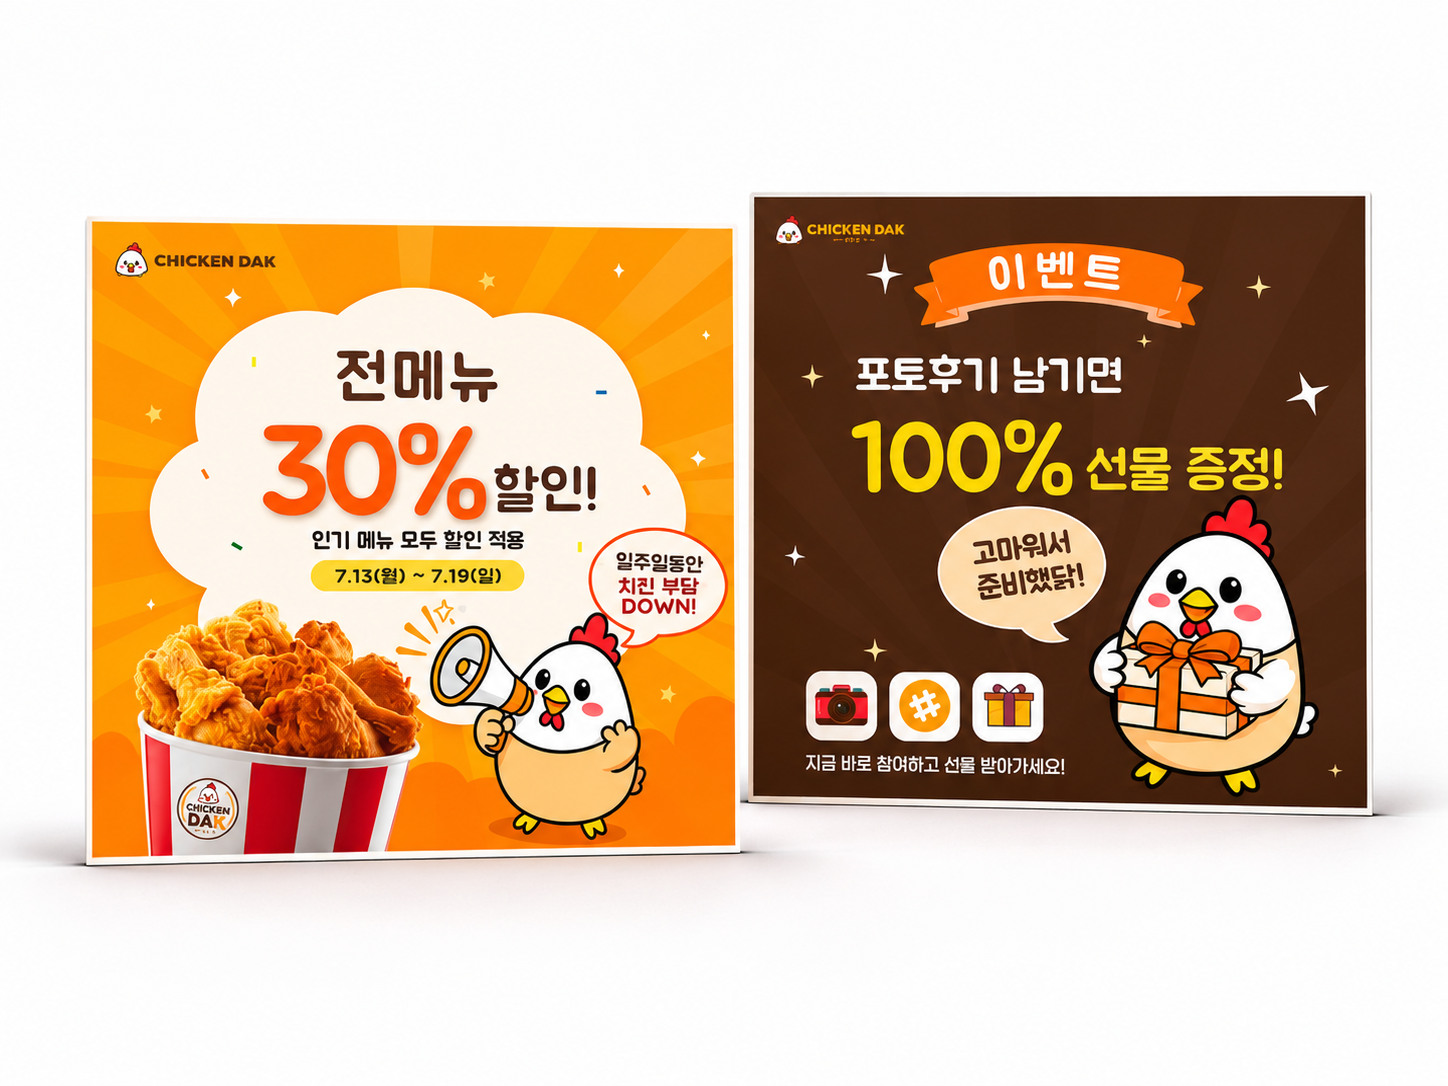 CHICKEN DAK
전메뉴
30% 할인!
인기 메뉴 모두 할인 적용
7.13(월) ~ 7.19(일)
일주일동안
치킨 부담
DOWN!
CHICKEN
DAK
CHICKEN DAK
이벤트
포토후기 남기면
100% 선물 증정!
고마워서
준비했닭!
#
지금 바로 참여하고 선물 받아가세요!